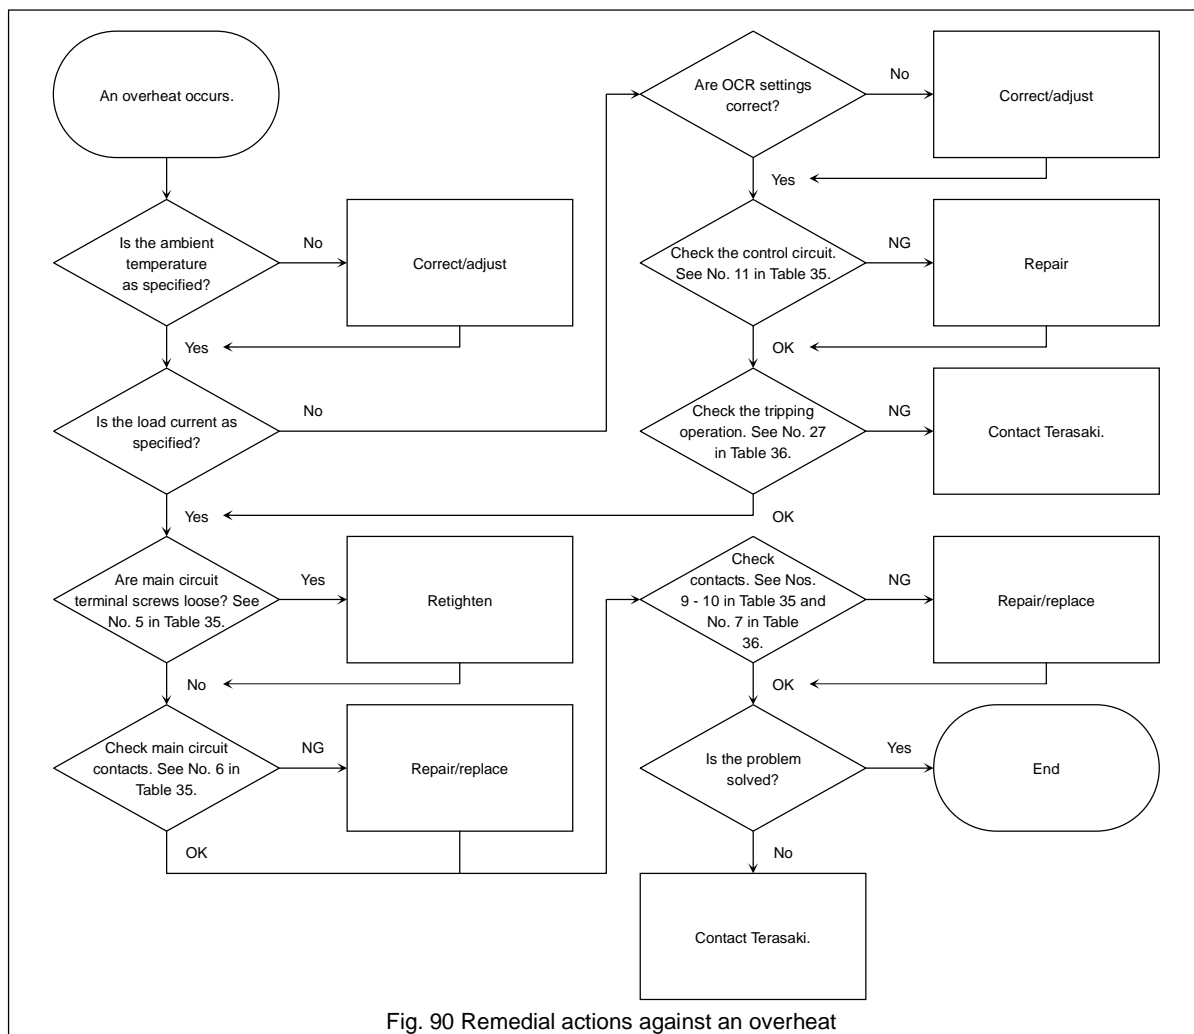 An overheat occurs.
Is the ambient
temperature
as specified?
No
Correct/adjust
Yes
Is the load current as
specified?
No
Yes
Are main circuit
terminal screws loose? See
No. 5 in Table 35.
Yes
Retighten
No
Check main circuit
contacts. See No. 6 in
Table 35.
NG
Repair/replace
OK
Are OCR settings
correct?
No
Correct/adjust
Yes
Check the control circuit.
See No. 11 in Table 35.
NG
Repair
OK
Check the tripping
operation. See No. 27
in Table 36.
NG
Contact Terasaki.
OK
Check
contacts. See Nos.
9 - 10 in Table 35 and
No. 7 in Table
36.
NG
Repair/replace
OK
Is the problem
solved?
Yes
End
No
Contact Terasaki.
Fig. 90 Remedial actions against an overheat